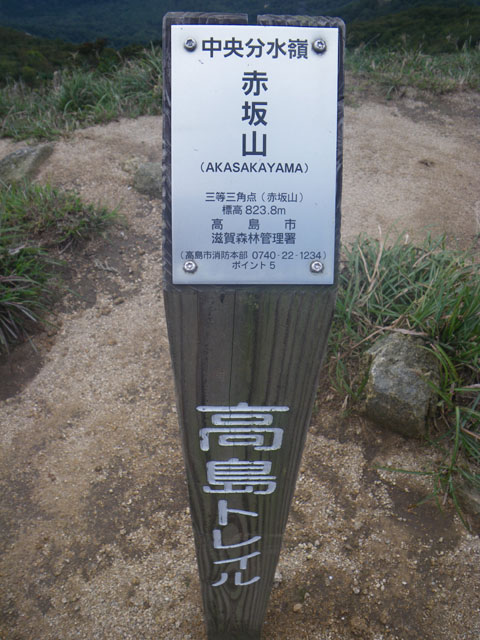 中央分水嶺
赤坂山
(AKASAKAYAMA)
三等三角点(赤坂山)
標高 823.8m
高島市
滋賀森林管理署
(高島市消防本部 0740-22-1234)
ポイント 5
高島トレイル